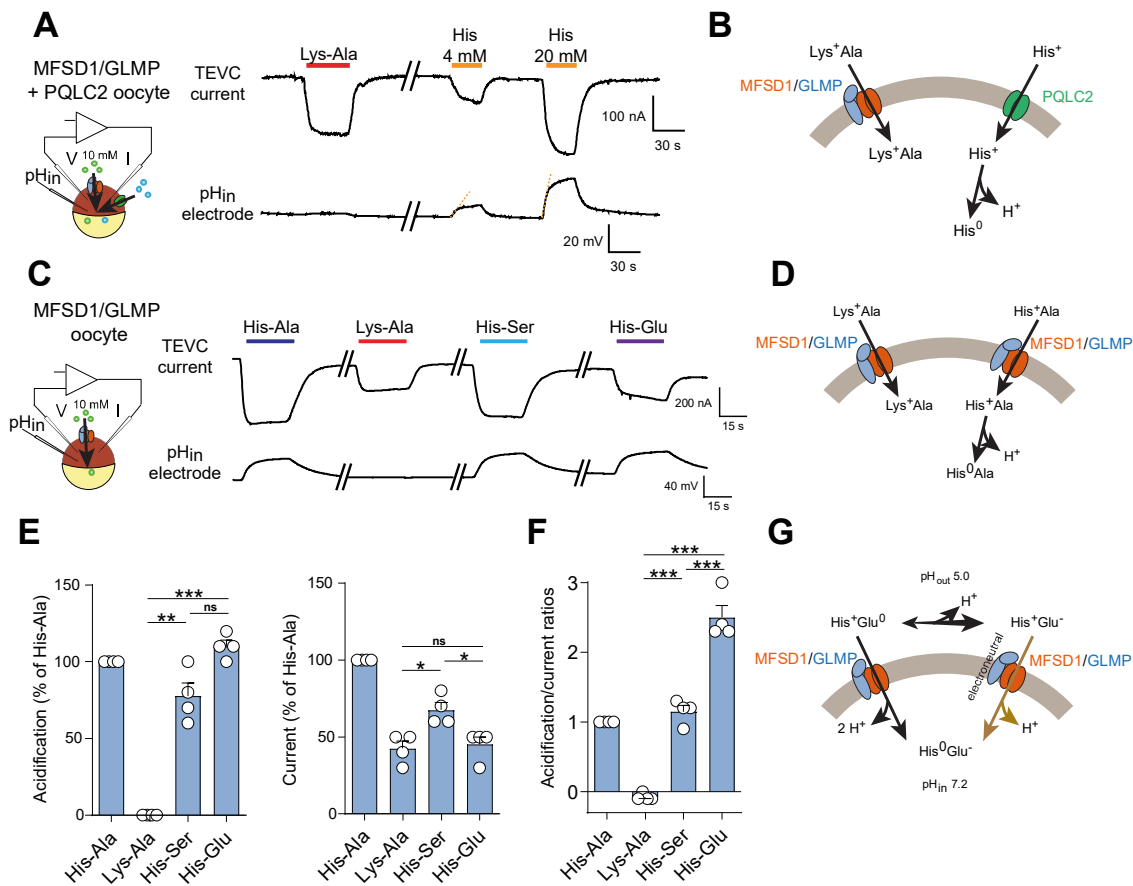 A
MFSD1/GLMP
+ PQLC2 oocyte
V 10 mM I
pHin
TEVC
current
Lys-Ala
His
4 mM
His
20 mM
100 nA
30 s
pHin
electrode
20 mV
30 s
B
Lys+Ala
His+
MFSD1/GLMP
PQLC2
Lys+Ala
His+
H+
His0
C
MFSD1/GLMP
oocyte
V 10 mM I
pHin
TEVC
current
His-Ala
Lys-Ala
His-Ser
His-Glu
200 nA
15 s
pHin
electrode
40 mV
15 s
D
Lys+Ala
His+Ala
MFSD1/GLMP
MFSD1/GLMP
Lys+Ala
His+Ala
H+
His0Ala
E
Acidification (% of His-Ala)
150
100
50
0
***
**
ns
His-Ala
Lys-Ala
His-Ser
His-Glu
Current (% of His-Ala)
150
100
50
0
ns
*
*
His-Ala
Lys-Ala
His-Ser
His-Glu
F
Acidification/current ratios
3
2
1
0
***
***
***
His-Ala
Lys-Ala
His-Ser
His-Glu
G
pHout 5.0
H+
His+Glu0
His+Glu-
MFSD1/GLMP
electroneutral
MFSD1/GLMP
2 H+
H+
His0Glu-
pHin 7.2